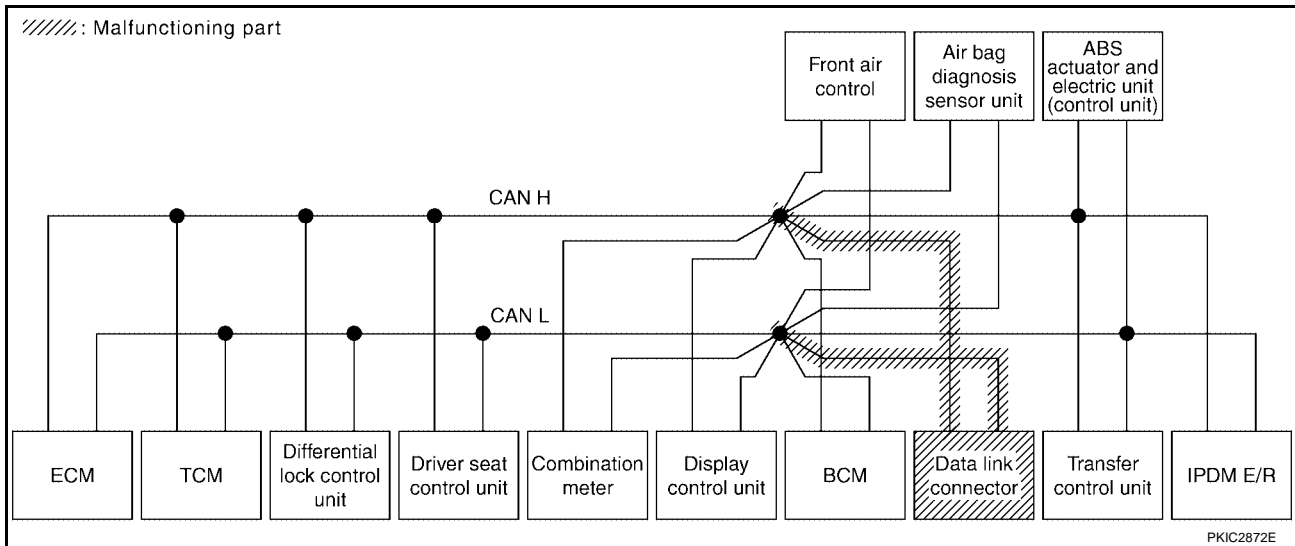 : Malfunctioning part
Front air
control
Air bag
diagnosis
sensor unit
ABS
actuator and
electric unit
(control unit)
CAN H
CAN L
ECM
TCM
Differential
lock control
unit
Driver seat
control unit
Combination
meter
Display
control unit
BCM
Data link
connector
Transfer
control unit
IPDM E/R
PKIC2872E